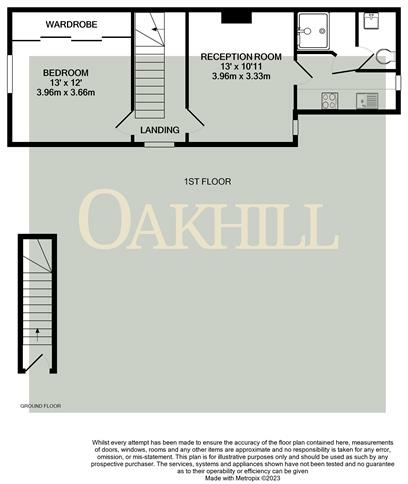 WARDROBE
BEDROOM
13' x 12'
3.96m x 3.66m
LANDING
RECEPTION ROOM
13' x 10'11
3.96m x 3.33m
1ST FLOOR
OAKHILL
GROUND FLOOR
Whilst every attempt has been made to ensure the accuracy of the floor plan contained here, measurements
of doors, windows, rooms and any other items are approximate and no responsibility is taken for any error,
omission, or mis-statement. This plan is for illustrative purposes only and should be used as such by any
prospective purchaser. The services, systems and appliances shown have not been tested and no guarantee
as to their operability or efficiency can be given
Made with Metropix ©2023